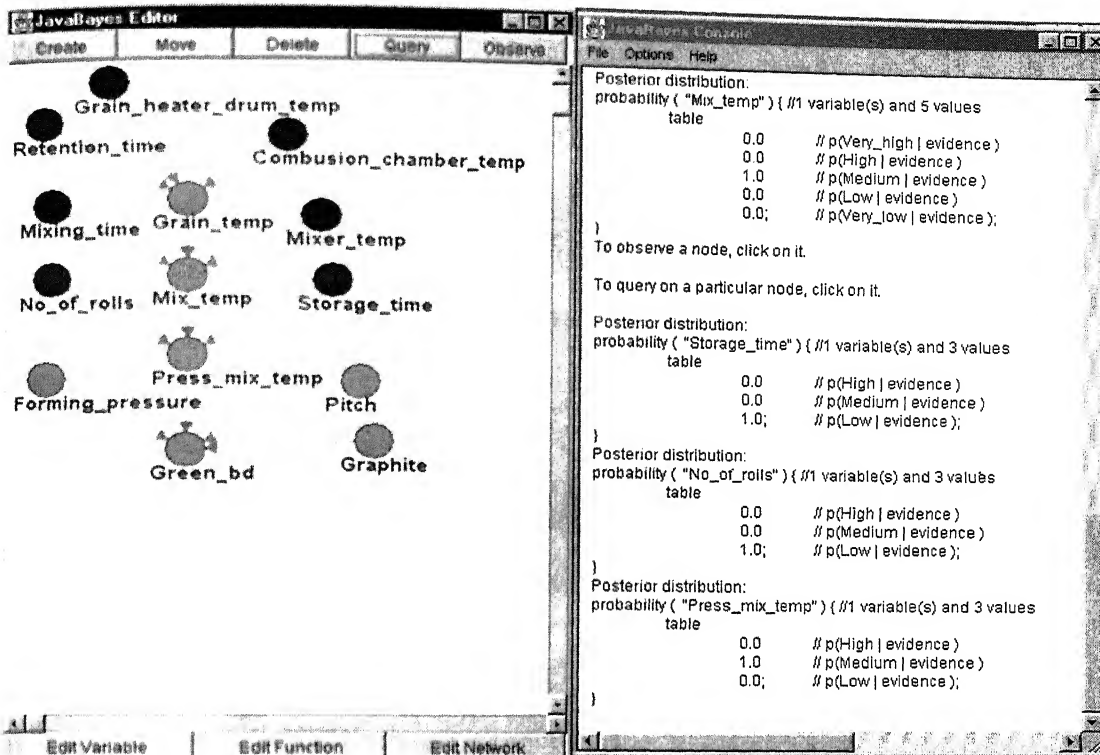 JavaBayes Editor
Create Move Delete Query Observe
Grain_heater_drum_temp
Retention_time
Combusion_chamber_temp
Mixing_time Grain_temp
Mixer_temp
No_of_rolls Mix_temp Storage_time
Press_mix_temp
Forming_pressure Pitch
Green_bd Graphite
Edit Variable Edit Function Edit Network
JavaBayes Console
File Options Help
Posterior distribution:
probability ( "Mix_temp" ) { //1 variable(s) and 5 values
table
0.0 // p(Very_high | evidence )
0.0 // p(High | evidence )
1.0 // p(Medium | evidence )
0.0 // p(Low | evidence )
0.0; // p(Very_low | evidence );
}
To observe a node, click on it.
To query on a particular node, click on it.
Posterior distribution:
probability ( "Storage_time" ) { //1 variable(s) and 3 values
table
0.0 // p(High | evidence )
0.0 // p(Medium | evidence )
1.0; // p(Low | evidence );
}
Posterior distribution:
probability ( "No_of_rolls" ) { //1 variable(s) and 3 values
table
0.0 // p(High | evidence )
0.0 // p(Medium | evidence )
1.0; // p(Low | evidence );
}
Posterior distribution:
probability ( "Press_mix_temp" ) { //1 variable(s) and 3 values
table
0.0 // p(High | evidence )
1.0 // p(Medium | evidence )
0.0; // p(Low | evidence );
}